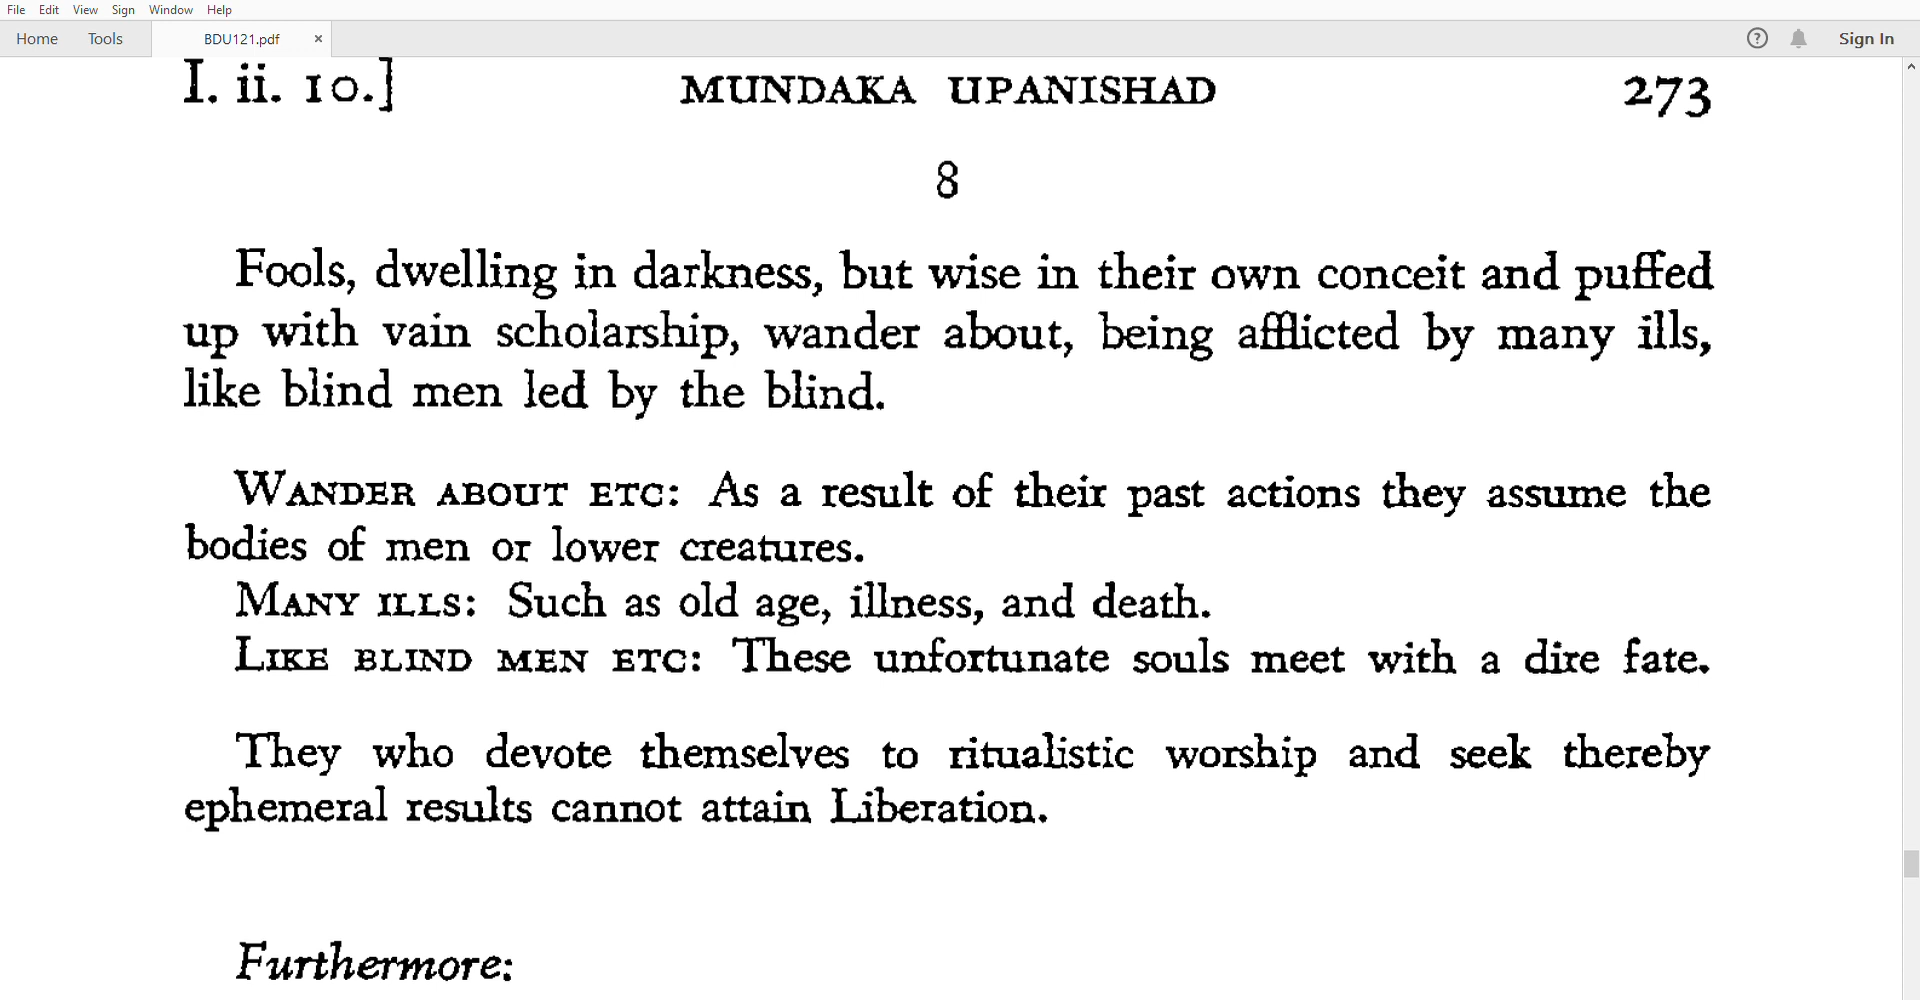 File Edit View Sign Window Help
Home Tools BDU121.pdf × ? Sign In
I. ii. 10.] MUNDAKA UPANISHAD 273
8
Fools, dwelling in darkness, but wise in their own conceit and puffed
up with vain scholarship, wander about, being afflicted by many ills,
like blind men led by the blind.
WANDER ABOUT ETC: As a result of their past actions they assume the
bodies of men or lower creatures.
MANY ILLS: Such as old age, illness, and death.
LIKE BLIND MEN ETC: These unfortunate souls meet with a dire fate.
They who devote themselves to ritualistic worship and seek thereby
ephemeral results cannot attain Liberation.
Furthermore: